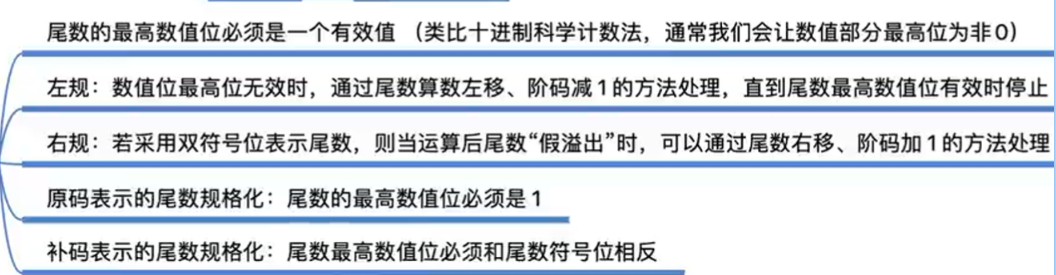 尾数的最高数值位必须是一个有效值 （类比十进制科学计数法，通常我们会让数值部分最高位为非0）
左规：数值位最高位无效时，通过尾数算数左移、阶码减1的方法处理，直到尾数最高数值位有效时停止
右规：若采用双符号位表示尾数，则当运算后尾数“假溢出”时，可以通过尾数右移、阶码加1的方法处理
原码表示的尾数规格化：尾数的最高数值位必须是1
补码表示的尾数规格化：尾数最高数值位必须和尾数符号位相反